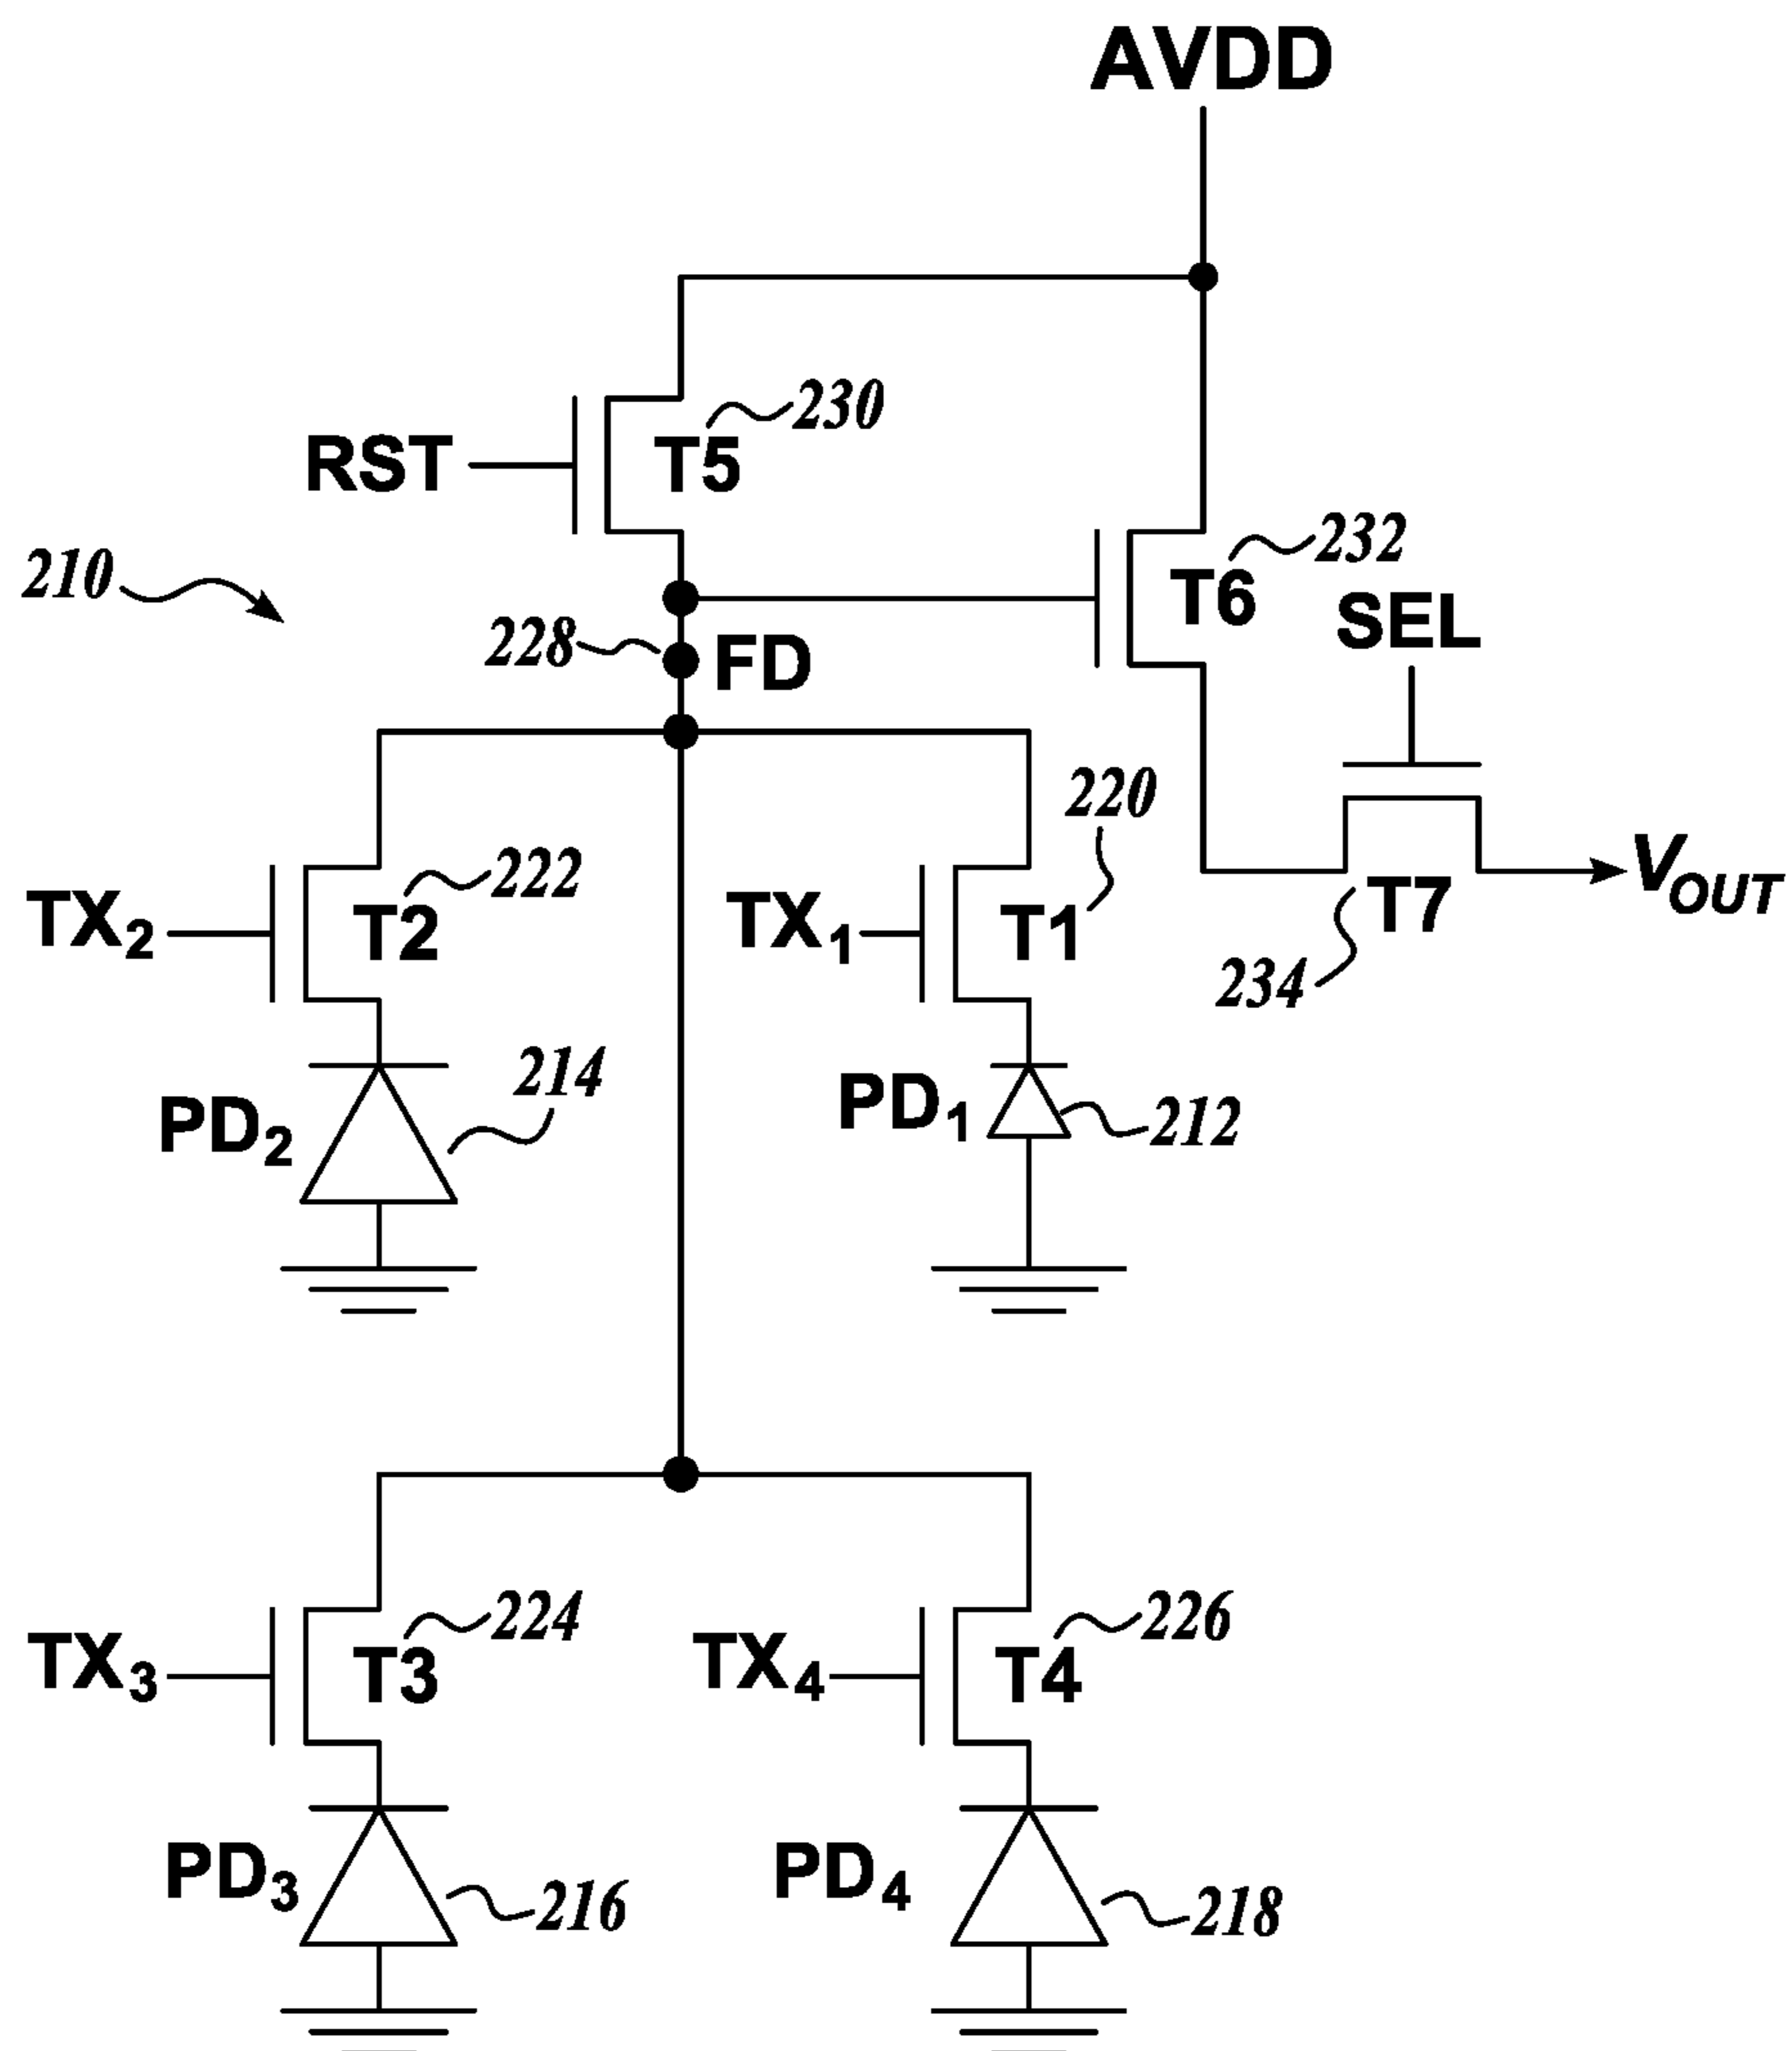 AVDD
230
RST
T5
232
210
T6
SEL
228
FD
220
222
TX2
T2
TX1
T1
T7
VOUT
234
214
PD2
PD1
212
224
226
TX3
T3
TX4
T4
PD3
216
PD4
218